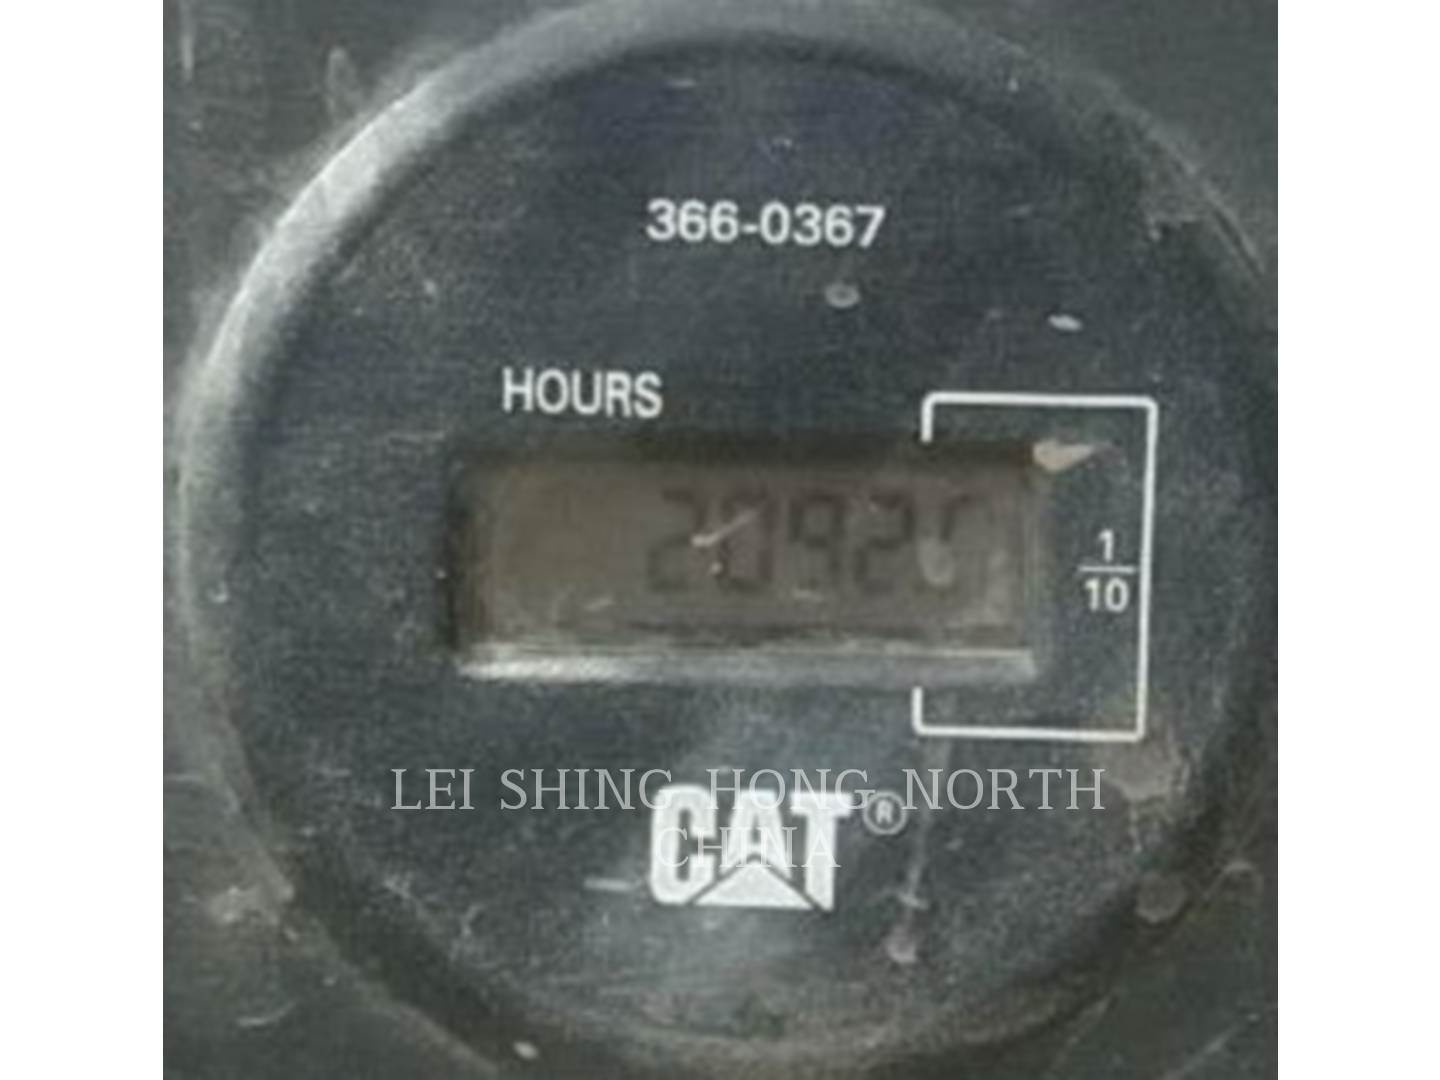 366-0367
HOURS
1
10
CAT®
LEI SHING HONG NORTH
CHINA